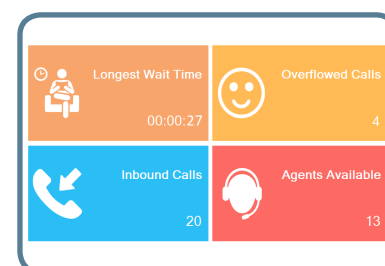 Longest Wait Time
00:00:27
Overflowed Calls
4
Inbound Calls
20
Agents Available
13